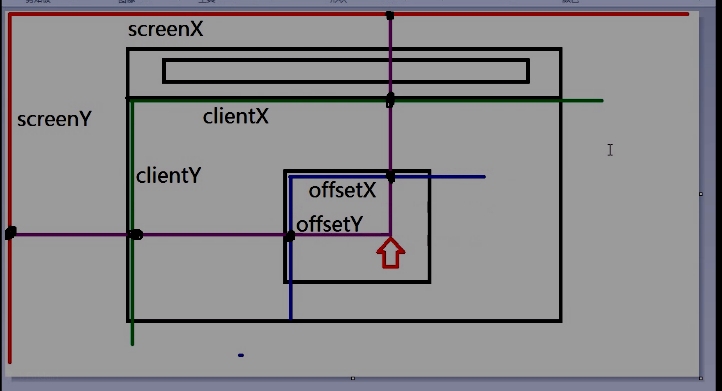 screenX
screenY
clientX
clientY
offsetX
offsetY